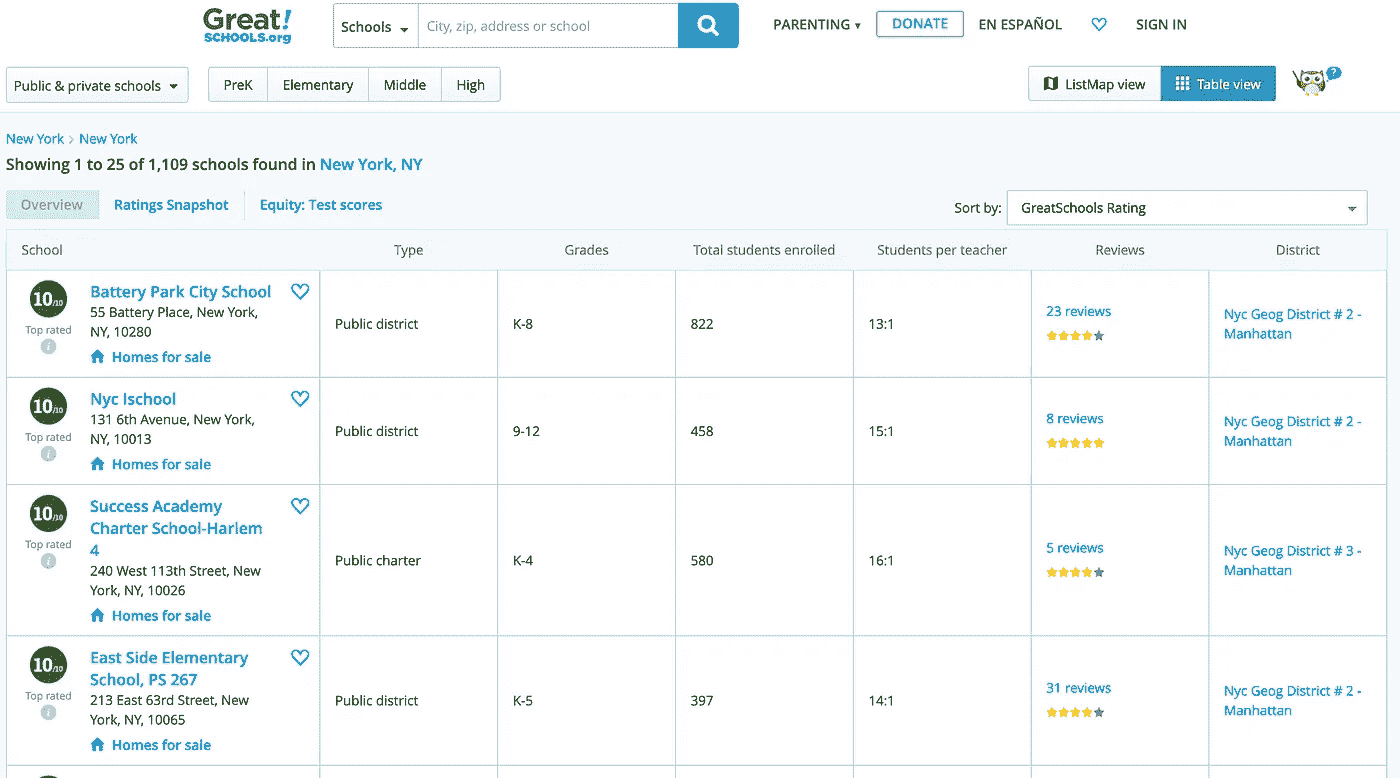 Great!
SCHOOLS.org
Schools
City, zip, address or school
PARENTING
DONATE
EN ESPAÑOL
SIGN IN
Public & private schools
PreK
Elementary
Middle
High
ListMap view
Table view
?
New York > New York
Showing 1 to 25 of 1,109 schools found in New York, NY
Overview
Ratings Snapshot
Equity: Test scores
Sort by:
GreatSchools Rating
School
Type
Grades
Total students enrolled
Students per teacher
Reviews
District
10/10
Top rated
i
Battery Park City School
55 Battery Place, New York,
NY, 10280
Homes for sale
Public district
K-8
822
13:1
23 reviews
Nyc Geog District # 2 -
Manhattan
10/10
Top rated
i
Nyc Ischool
131 6th Avenue, New York,
NY, 10013
Homes for sale
Public district
9-12
458
15:1
8 reviews
Nyc Geog District # 2 -
Manhattan
10/10
Top rated
i
Success Academy
Charter School-Harlem
4
240 West 113th Street, New
York, NY, 10026
Homes for sale
Public charter
K-4
580
16:1
5 reviews
Nyc Geog District # 3 -
Manhattan
10/10
Top rated
i
East Side Elementary
School, PS 267
213 East 63rd Street, New
York, NY, 10065
Homes for sale
Public district
K-5
397
14:1
31 reviews
Nyc Geog District # 2 -
Manhattan